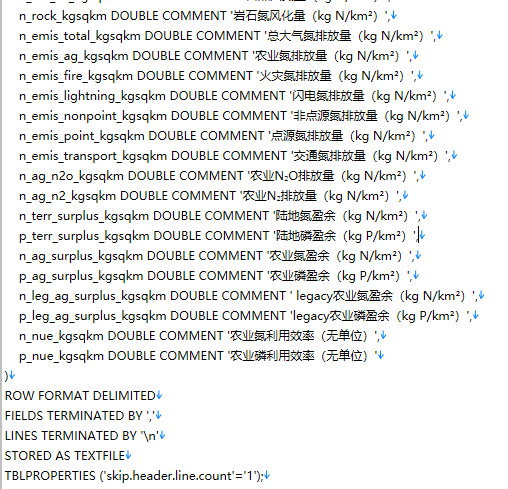 n_rock_kgsqkm DOUBLE COMMENT '岩石氮风化量（kg N/km²）',↓
n_emis_total_kgsqkm DOUBLE COMMENT '总大气氮排放量（kg N/km²）',↓
n_emis_ag_kgsqkm DOUBLE COMMENT '农业氮排放量（kg N/km²）',↓
n_emis_fire_kgsqkm DOUBLE COMMENT '火灾氮排放量（kg N/km²）',↓
n_emis_lightning_kgsqkm DOUBLE COMMENT '闪电氮排放量（kg N/km²）',↓
n_emis_nonpoint_kgsqkm DOUBLE COMMENT '非点源氮排放量（kg N/km²）',↓
n_emis_point_kgsqkm DOUBLE COMMENT '点源氮排放量（kg N/km²）',↓
n_emis_transport_kgsqkm DOUBLE COMMENT '交通氮排放量（kg N/km²）',↓
n_ag_n2o_kgsqkm DOUBLE COMMENT '农业N₂O排放量（kg N/km²）',↓
n_ag_n2_kgsqkm DOUBLE COMMENT '农业N₂排放量（kg N/km²）',↓
n_terr_surplus_kgsqkm DOUBLE COMMENT '陆地氮盈余（kg N/km²）',↓
p_terr_surplus_kgsqkm DOUBLE COMMENT '陆地磷盈余（kg P/km²）',↓
n_ag_surplus_kgsqkm DOUBLE COMMENT '农业氮盈余（kg N/km²）',↓
p_ag_surplus_kgsqkm DOUBLE COMMENT '农业磷盈余（kg P/km²）',↓
n_leg_ag_surplus_kgsqkm DOUBLE COMMENT ' legacy农业氮盈余（kg N/km²）',↓
p_leg_ag_surplus_kgsqkm DOUBLE COMMENT 'legacy农业磷盈余（kg P/km²）',↓
n_nue_kgsqkm DOUBLE COMMENT '农业氮利用效率（无单位）',↓
p_nue_kgsqkm DOUBLE COMMENT '农业磷利用效率（无单位）'↓
)↓
ROW FORMAT DELIMITED↓
FIELDS TERMINATED BY ','↓
LINES TERMINATED BY '\n'↓
STORED AS TEXTFILE↓
TBLPROPERTIES ('skip.header.line.count'='1');↓